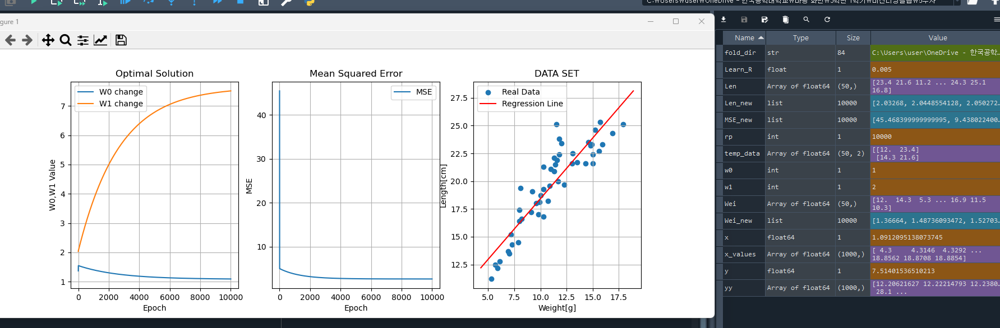 gure 1
Optimal Solution
W0 change
W1 change
7
6
5
4
3
2
1
W0,W1 Value
0
2000
4000
6000
8000
10000
Epoch
Mean Squared Error
MSE
40
30
20
10
MSE
0
2000
4000
6000
8000
10000
Epoch
DATA SET
Real Data
Regression Line
27.5
25.0
22.5
20.0
17.5
15.0
12.5
Length[cm]
5.0
7.5
10.0
12.5
15.0
17.5
Weight[g]
Name Type Size Value
fold_dir str 84 C:\Users\user\OneDrive - 한국공학…
Learn_R float 1 0.005
Len Array of float64 (50,) [23.4 21.6 11.2 ... 24.3 25.1
16.8]
Len_new list 10000 [2.03268, 2.0448554128, 2.050272…
MSE_new list 10000 [45.468399999999995, 9.438022400…
rp int 1 10000
temp_data Array of float64 (50, 2) [[12. 23.4]
[14.3 21.6]
w0 int 1 1
w1 int 1 2
Wei Array of float64 (50,) [12. 14.3 5.3 ... 16.9 11.5
10.3]
Wei_new list 10000 [1.36664, 1.48736093472, 1.52703…
x float64 1 1.0912095138073745
x_values Array of float64 (1000,) [ 4.3 4.3146 4.3292 ...
18.8562 18.8708 18.8854]
y float64 1 7.51401536510213
yy Array of float64 (1000,) [12.20621627 12.22214793 12.2380…
28.1 ...